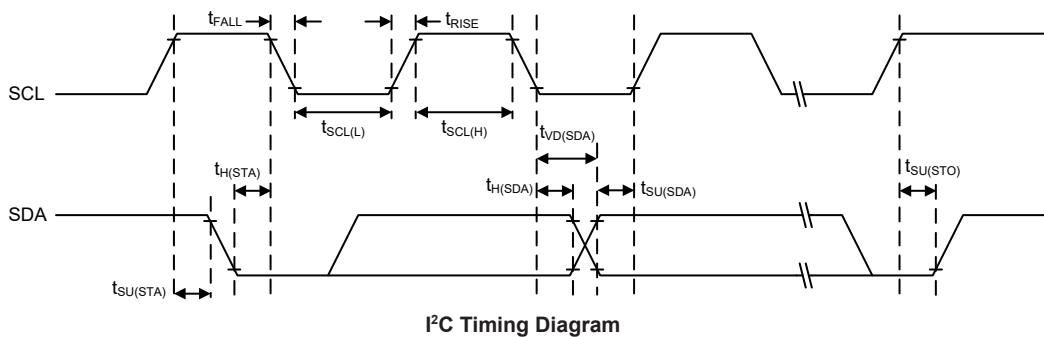 tFALL tRISE
SCL
tSCL(L) tSCL(H) tVD(SDA)
tH(STA) tH(SDA) tSU(SDA) tSU(STO)
SDA
tSU(STA)
I²C Timing Diagram